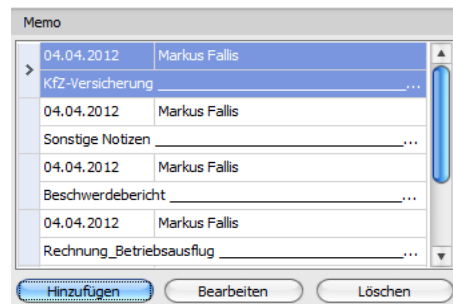 Memo
04.04.2012 Markus Fallis
KfZ-Versicherung ...
04.04.2012 Markus Fallis
Sonstige Notizen ...
04.04.2012 Markus Fallis
Beschwerdebericht ...
04.04.2012 Markus Fallis
Rechnung_Betriebsausflug ...
Hinzufügen Bearbeiten Löschen